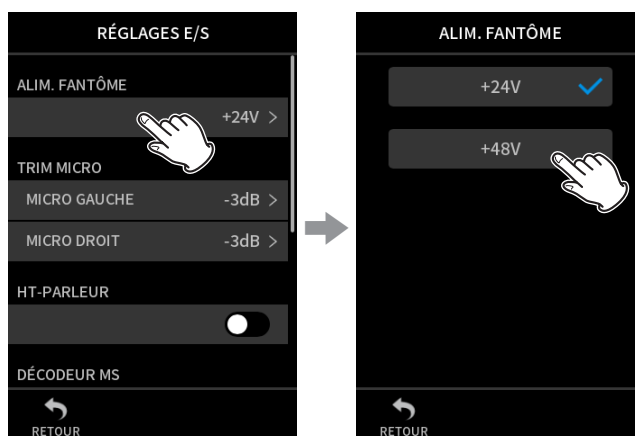 RÉGLAGES E/S
ALIM. FANTÔME
+24V >
TRIM MICRO
MICRO GAUCHE -3dB >
MICRO DROIT -3dB >
HT-PARLEUR
DÉCODEUR MS
RETOUR
ALIM. FANTÔME
+24V
+48V
RETOUR